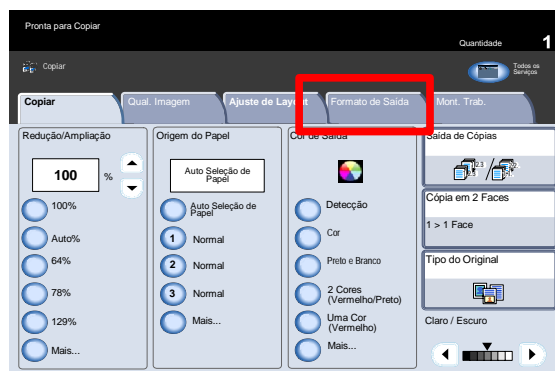 Pronta para Copiar
Quantidade 1
Copiar
Todos os
Serviços
Copiar
Qual. Imagem
Ajuste de Layout
Formato de Saída
Mont. Trab.
Redução/Ampliação
100 %
100%
Auto%
64%
78%
129%
Mais...
Origem do Papel
Auto Seleção de
Papel
Auto Seleção de
Papel
1 Normal
2 Normal
3 Normal
Mais...
Cor de Saída
Detecção
Cor
Preto e Branco
2 Cores
(Vermelho/Preto)
Uma Cor
(Vermelho)
Mais...
Saída de Cópias
Cópia em 2 Faces
1 > 1 Face
Tipo do Original
Claro / Escuro